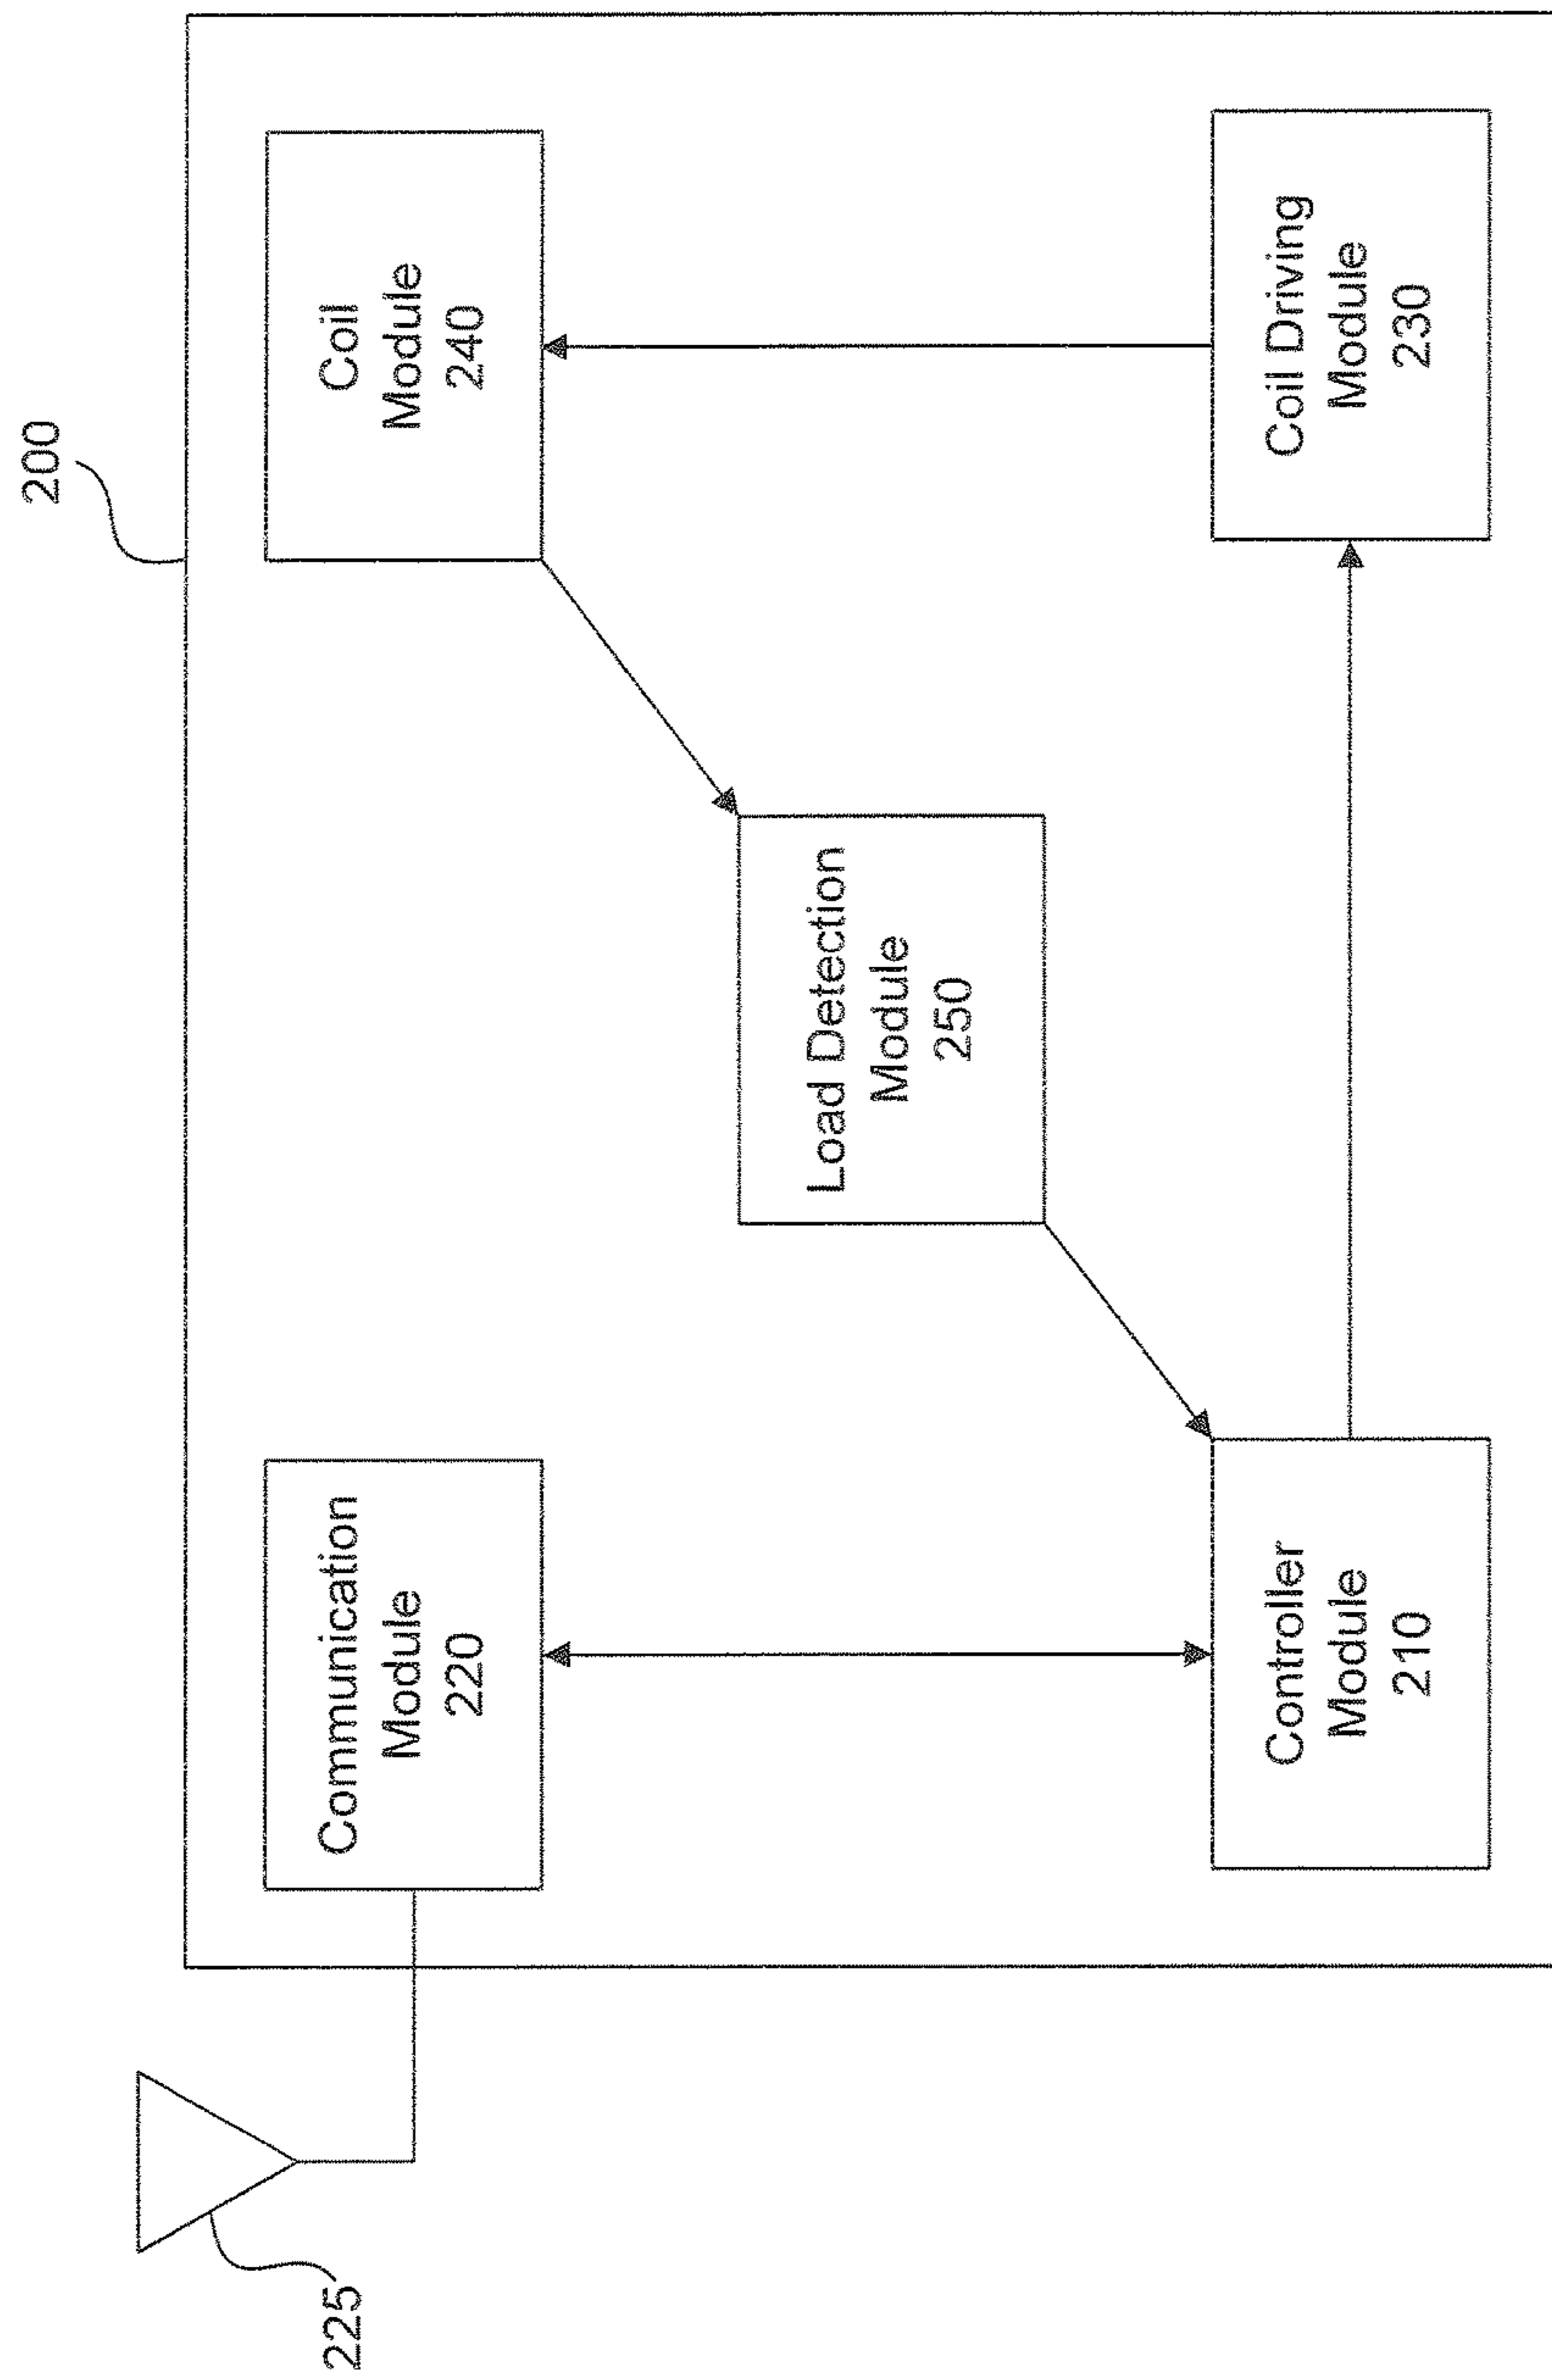 200
225
Communication
Module
220
Coil
Module
240
Load Detection
Module
250
Controller
Module
210
Coil Driving
Module
230